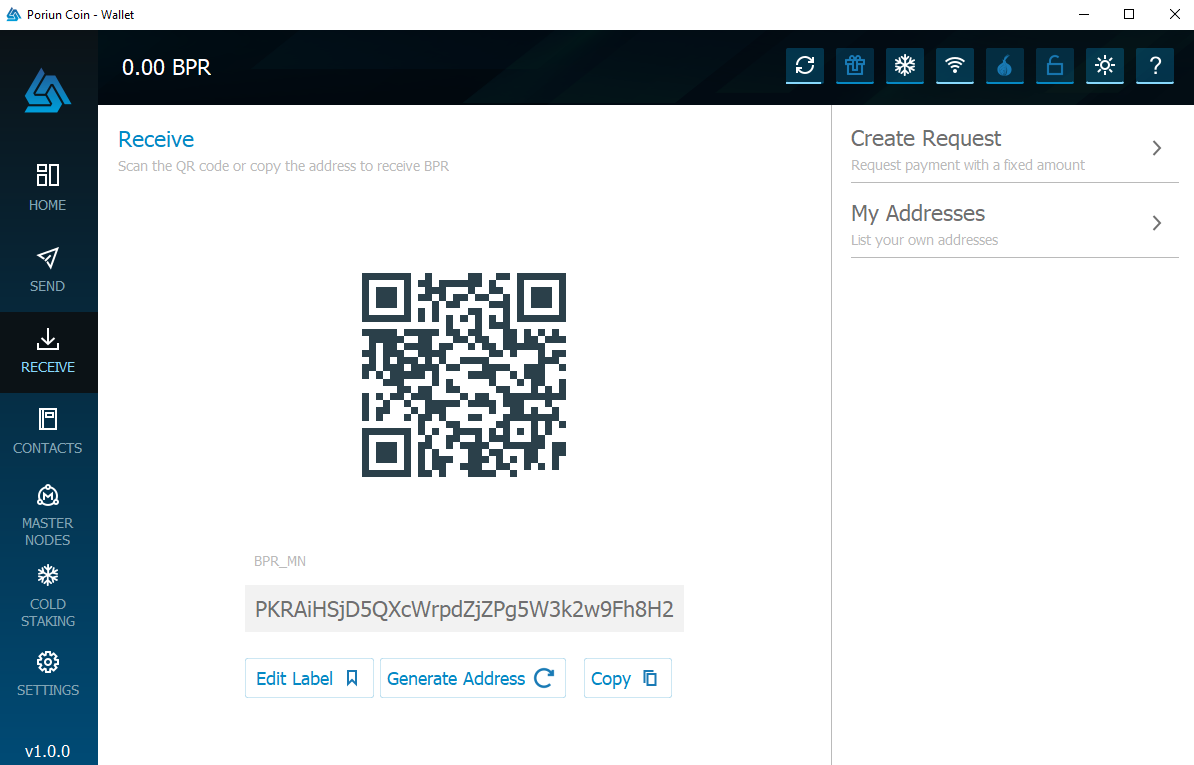 Poriun Coin - Wallet
0.00 BPR
?
HOME
SEND
RECEIVE
CONTACTS
MASTER
NODES
COLD
STAKING
SETTINGS
v1.0.0
Receive
Scan the QR code or copy the address to receive BPR
BPR_MN
PKRAiHSjD5QXcWrpdZjZPg5W3k2w9Fh8H2
Edit Label
Generate Address
Copy
Create Request
Request payment with a fixed amount
My Addresses
List your own addresses